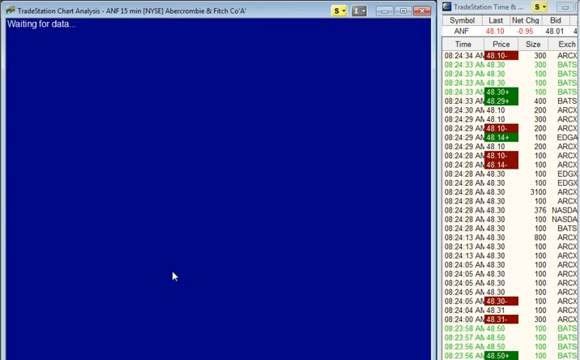 TradeStation Chart Analysis - ANF 15 min [NYSE] Abercrombie & Fitch Co'A'
Waiting for data...
TradeStation Time & ...
Symbol Last Net Chg Bid
ANF 48.10 -0.95 48.01 4
Time Price Size Exch
08:24:34 AM 48.10- 300 ARCX
08:24:33 AM 48.30 100 BATS
08:24:33 AM 48.30 100 BATS
08:24:33 AM 48.30 100 BATS
08:24:33 AM 48.30+ 100 BATS
08:24:33 AM 48.29+ 400 BATS
08:24:30 AM 48.10 200 ARCX
08:24:29 AM 48.10 300 ARCX
08:24:29 AM 48.10- 200 ARCX
08:24:29 AM 48.14+ 100 EDGA
08:24:29 AM 48.10 200 ARCX
08:24:28 AM 48.10- 100 ARCX
08:24:28 AM 48.14- 100 ARCX
08:24:28 AM 48.30 100 EDGX
08:24:28 AM 48.30 100 EDGX
08:24:28 AM 48.30 3100 ARCX
08:24:28 AM 48.30 100 ARCX
08:24:28 AM 48.30 376 NASDA
08:24:28 AM 48.30 100 NASDA
08:24:28 AM 48.30 100 BATS
08:24:13 AM 48.30 800 ARCX
08:24:13 AM 48.30 100 ARCX
08:24:13 AM 48.30 100 ARCX
08:24:05 AM 48.30 100 ARCX
08:24:05 AM 48.30 100 ARCX
08:24:05 AM 48.30 100 ARCX
08:24:05 AM 48.30 100 ARCX
08:24:05 AM 48.30- 100 ARCX
08:24:04 AM 48.31 100 ARCX
08:24:00 AM 48.31- 300 ARCX
08:23:58 AM 48.50 100 BATS
08:23:57 AM 48.50 100 BATS
08:23:56 AM 48.50 100 BATS
08:23:56 AM 48.50+ 100 BATS